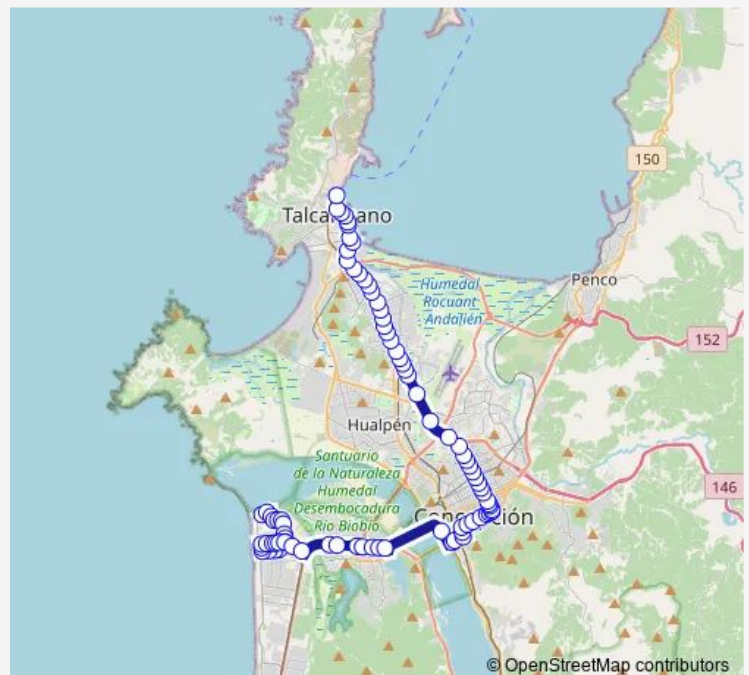 150
Talcahuano
Humedal
Rocuant
Andalién
Penco
152
Hualpén
Santuario
de la Naturaleza
Humedal
Desembocadura
Río Biobío
146
Concepción
© OpenStreetMap contributors